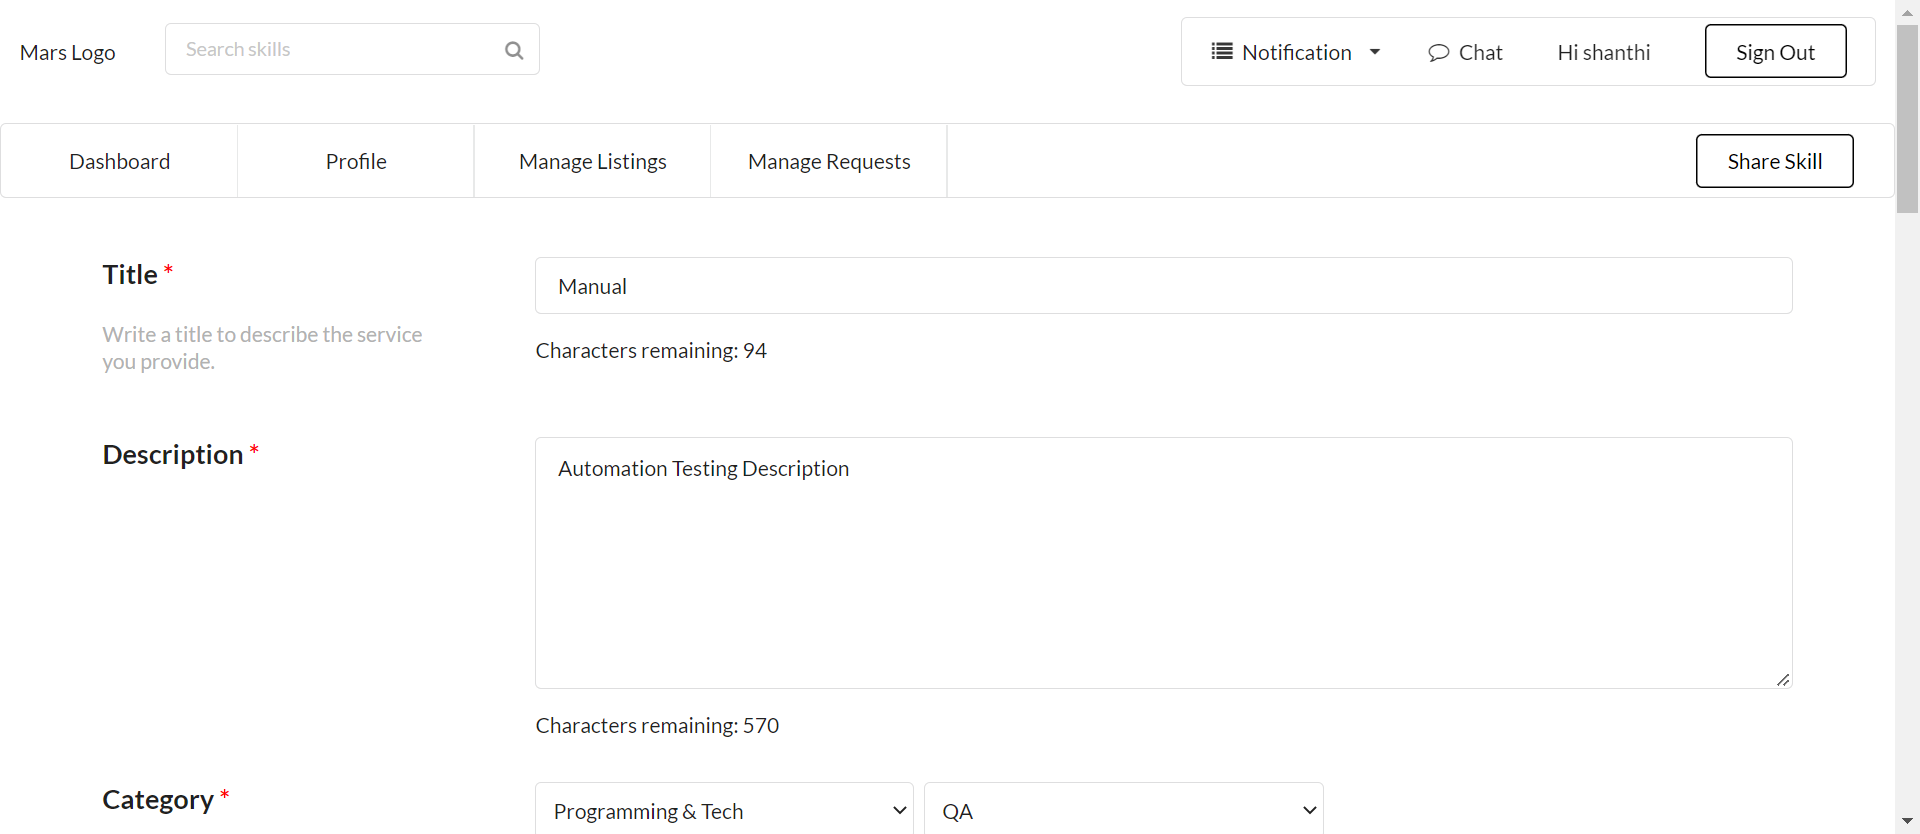 Mars Logo
Search skills
Notification
Chat
Hi shanthi
Sign Out
Dashboard
Profile
Manage Listings
Manage Requests
Share Skill
Title *
Write a title to describe the service
you provide.
Manual
Characters remaining: 94
Description *
Automation Testing Description
Characters remaining: 570
Category *
Programming & Tech
QA